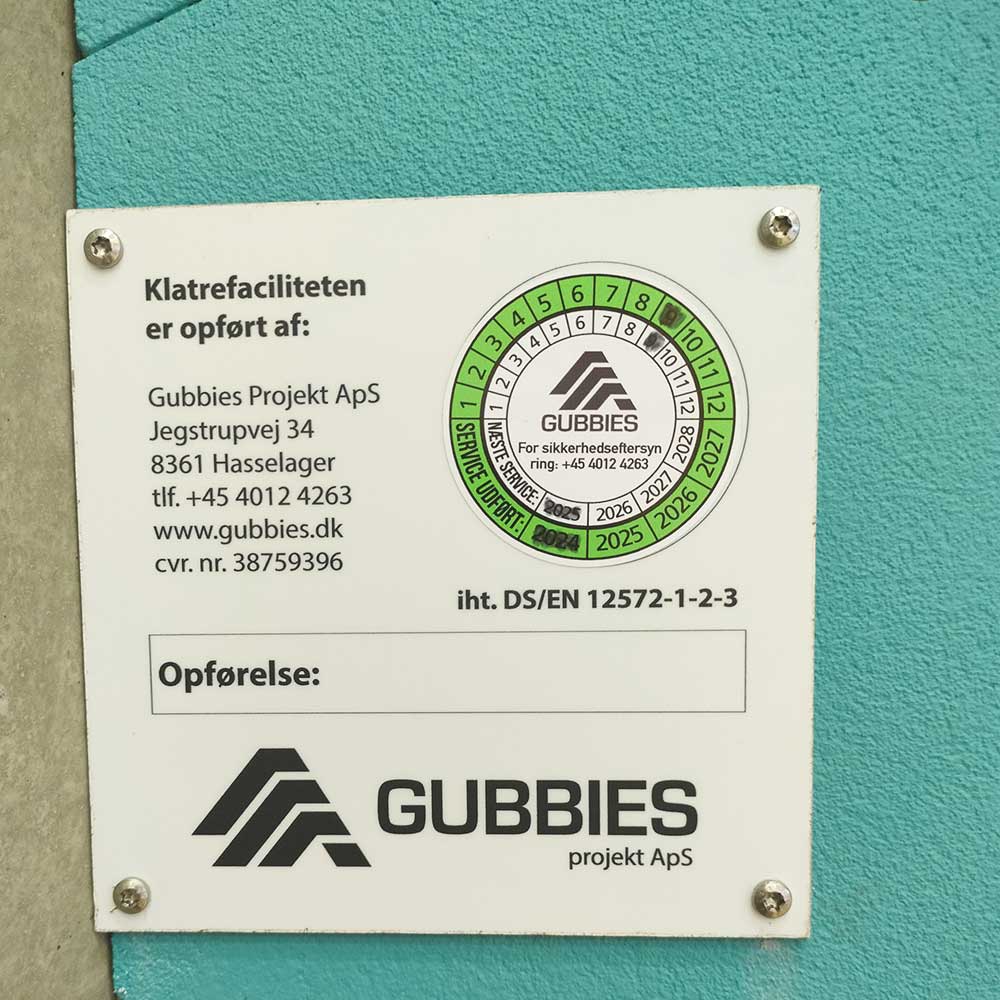 Klatrefaciliteten
er opført af:
Gubbies Projekt ApS
Jegstrupvej 34
8361 Hasselager
tlf. +45 4012 4263
www.gubbies.dk
cvr. nr. 38759396
SERVICE UDFØRT:
1 2 3 4 5 6 7 8 9 10 11 12
2024 2025 2026 2027
NÆSTE SERVICE:
1 2 3 4 5 6 7 8 9 10 11 12
2025 2026 2027 2028
GUBBIES
For sikkerhedseftersyn
ring: +45 4012 4263
iht. DS/EN 12572-1-2-3
Opførelse:
GUBBIES
projekt ApS